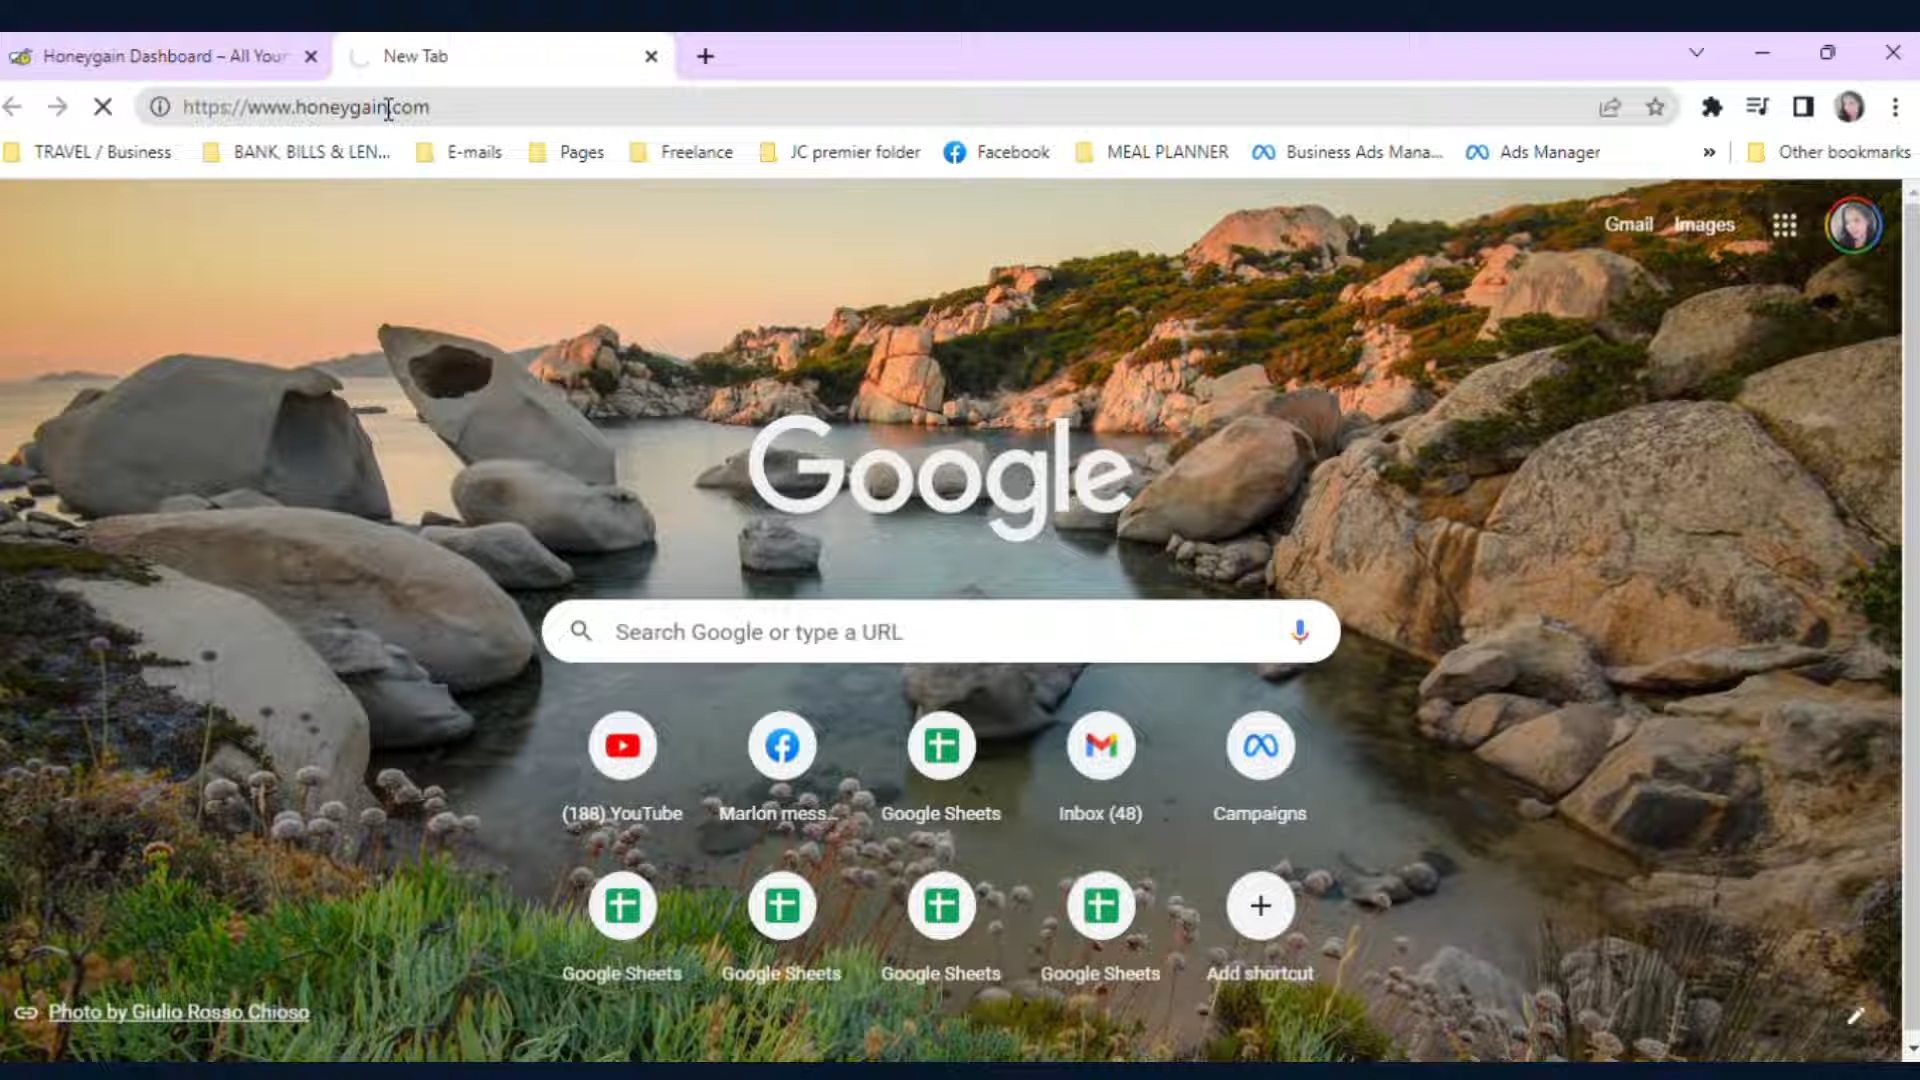 Honeygain Dashboard – All Your
New Tab
https://www.honeygain.com
TRAVEL / Business
BANK, BILLS & LEN...
E-mails
Pages
Freelance
JC premier folder
Facebook
MEAL PLANNER
Business Ads Mana...
Ads Manager
Other bookmarks
Gmail
Images
Google
Search Google or type a URL
(188) YouTube
Marlon mess...
Google Sheets
Inbox (48)
Campaigns
Google Sheets
Google Sheets
Google Sheets
Google Sheets
Add shortcut
Photo by Giulio Rosso Chioso